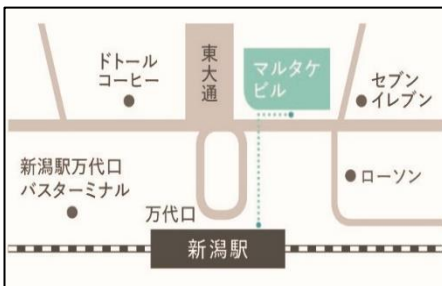 ドトール
コーヒー
東大通
マルタケ
ビル
セブン
イレブン
新潟駅万代口
バスターミナル
ローソン
万代口
新潟駅